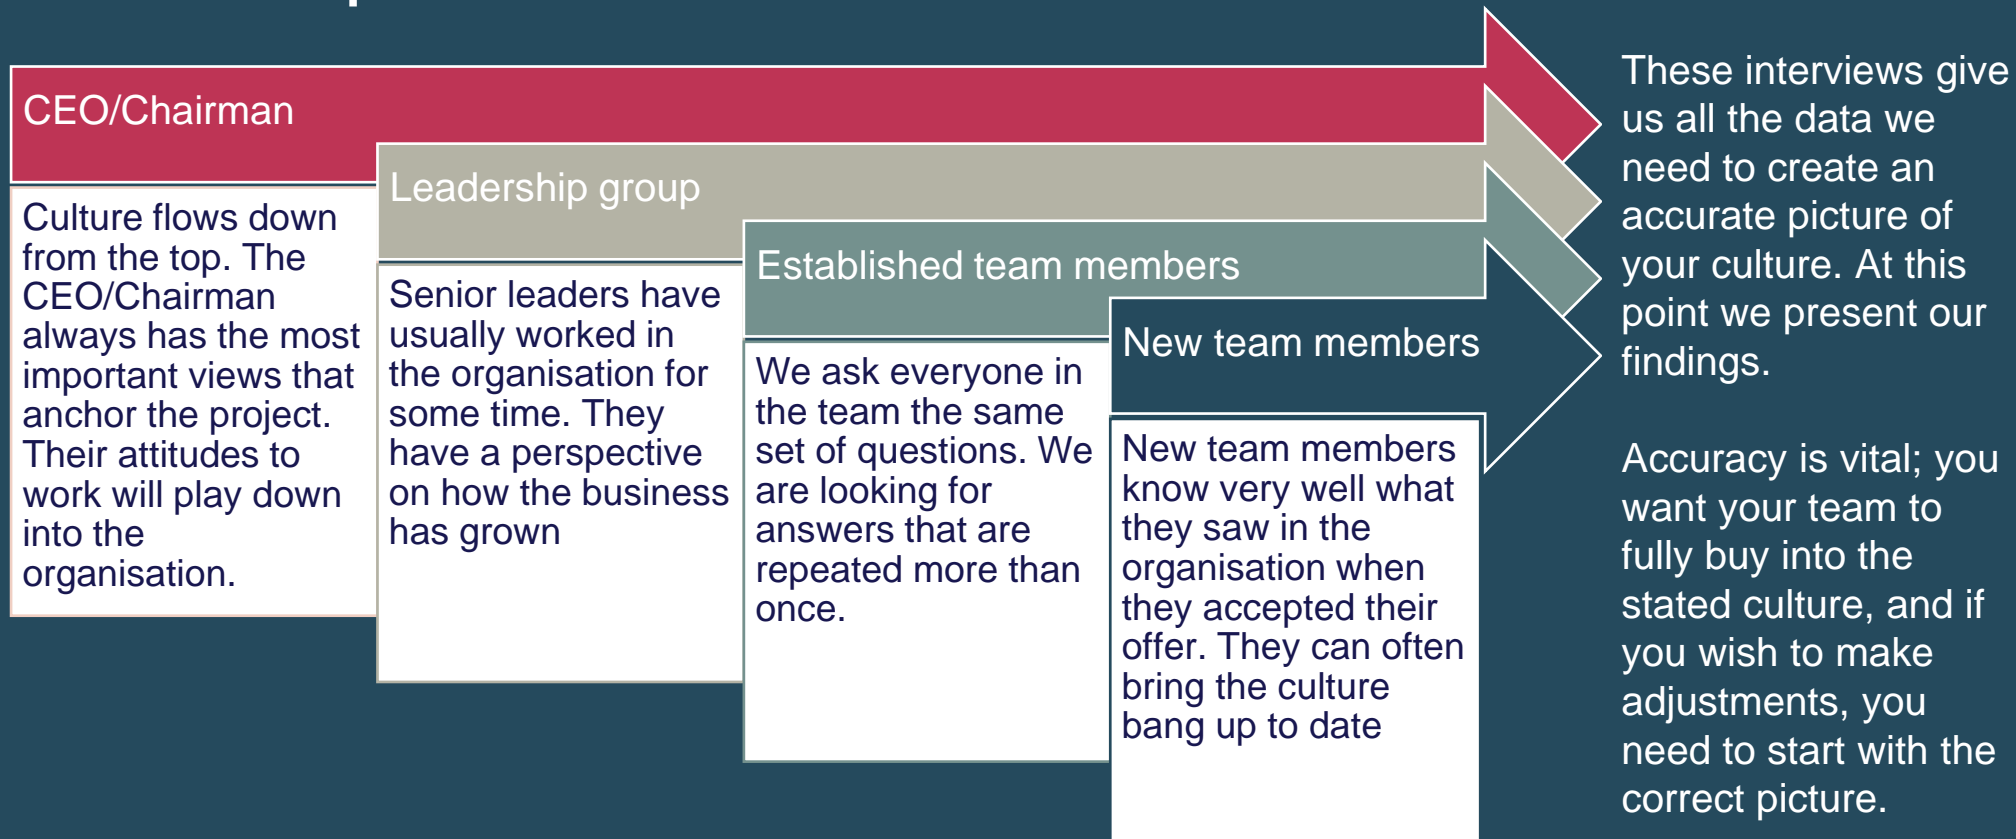 CEO/Chairman
Culture flows down
from the top. The
CEO/Chairman
always has the most
important views that
anchor the project.
Their attitudes to
work will play down
into the
organisation.
Leadership group
Senior leaders have
usually worked in
the organisation for
some time. They
have a perspective
on how the business
has grown
Established team members
We ask everyone in
the team the same
set of questions. We
are looking for
answers that are
repeated more than
once.
New team members
New team members
know very well what
they saw in the
organisation when
they accepted their
offer. They can often
bring the culture
bang up to date
These interviews give
us all the data we
need to create an
accurate picture of
your culture. At this
point we present our
findings.
Accuracy is vital; you
want your team to
fully buy into the
stated culture, and if
you wish to make
adjustments, you
need to start with the
correct picture.